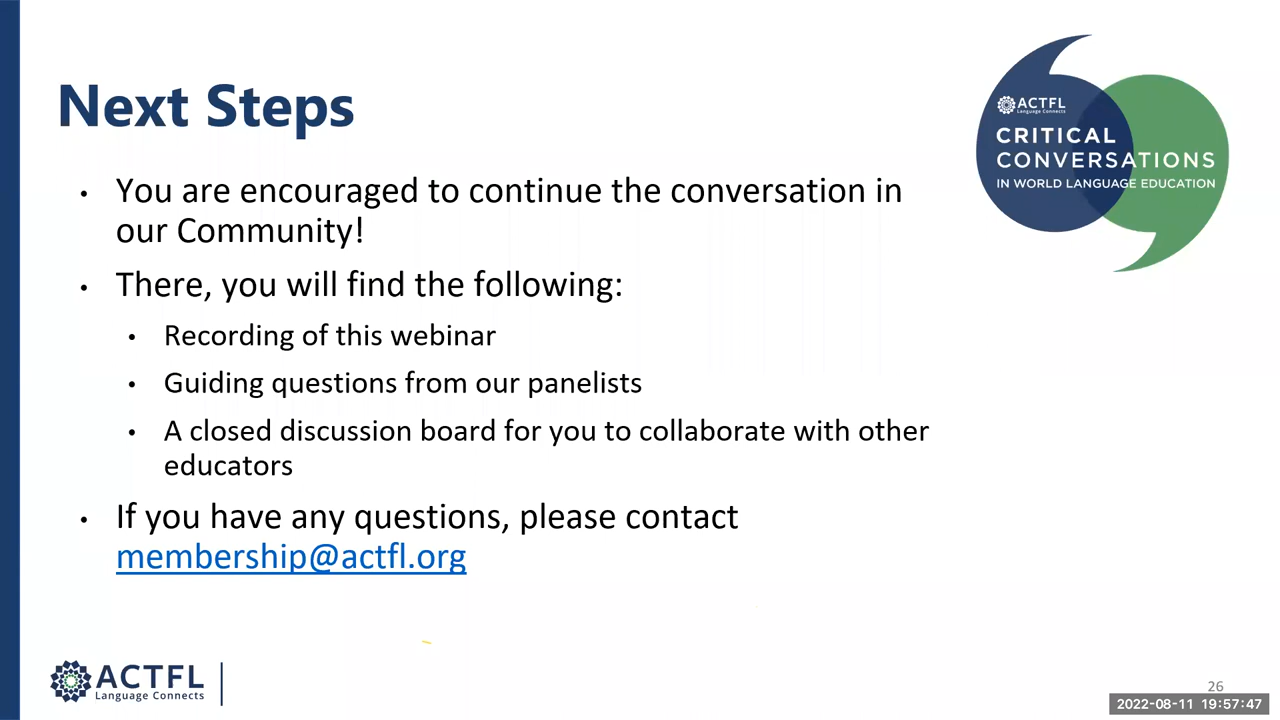 Next Steps
ACTFL
Language Connects
CRITICAL
CONVERSATIONS
IN WORLD LANGUAGE EDUCATION
• You are encouraged to continue the conversation in
our Community!
• There, you will find the following:
• Recording of this webinar
• Guiding questions from our panelists
• A closed discussion board for you to collaborate with other
educators
• If you have any questions, please contact
membership@actfl.org
ACTFL
Language Connects
26
2022-08-11 19:57:47